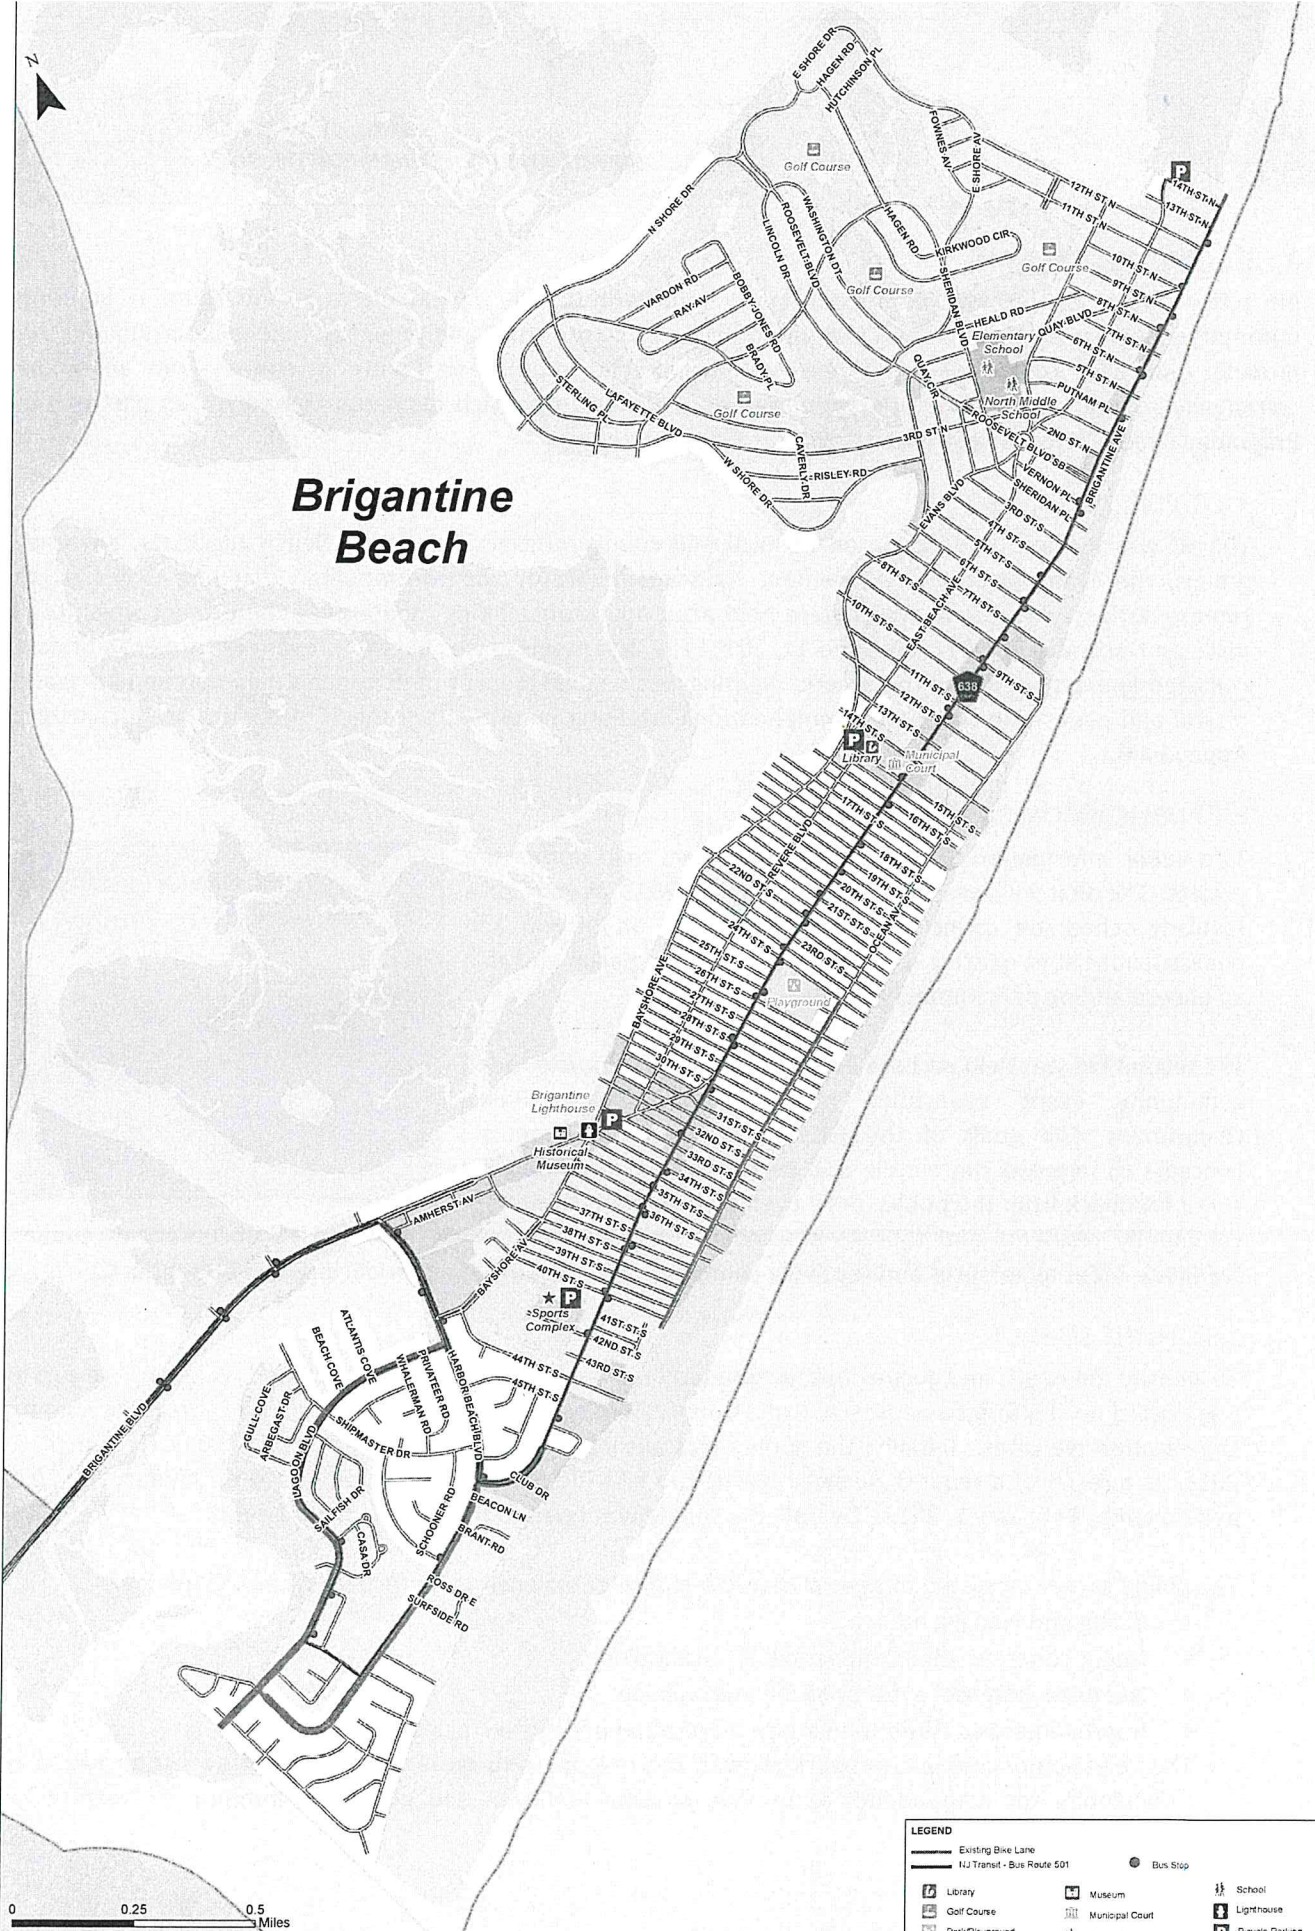 N
E SHORE DR
HAGEN RD
HUTCHINSON PL
FOWNES AV
E SHORE AV
Golf Course
12TH ST N
11TH ST N
14TH ST N
13TH ST N
N SHORE DR
WASHINGTON DT
ROOSEVELT BLVD
LINCOLN DR
HAGEN RD
KIRKWOOD CIR
Golf Course
10TH ST N
9TH ST N
8TH ST N
7TH ST N
6TH ST N
5TH ST N
VARDON RD
RAY AV
BOBBY JONES RD
BRADY PL
Golf Course
SHERIDAN BLVD
HEALD RD
QUAY BLVD
Elementary
School
QUAY CIR
PUTNAM PL
North Middle
School
STERLING PL
LAFAYETTE BLVD
Golf Course
CAVERLY DR
3RD ST N
ROOSEVELT BLVD SB
2ND ST N
BRIGANTINE AVE
W SHORE DR
RISLEY RD
VERNON PL
SHERIDAN PL
EVANS BLVD
3RD ST S
4TH ST S
5TH ST S
6TH ST S
7TH ST S
8TH ST S
Brigantine
Beach
10TH ST S
EAST BEACH AVE
9TH ST S
638
11TH ST S
12TH ST S
13TH ST S
14TH ST S
P
Library
Municipal
Court
15TH ST S
16TH ST S
17TH ST S
REVERE BLVD
18TH ST S
19TH ST S
20TH ST S
21ST ST S
22ND ST S
OCEAN AV
23RD ST S
24TH ST S
25TH ST S
26TH ST S
27TH ST S
28TH ST S
29TH ST S
30TH ST S
Playground
BAYSHORE AVE
Brigantine
Lighthouse
P
Historical
Museum
31ST ST S
32ND ST S
33RD ST S
34TH ST S
35TH ST S
36TH ST S
37TH ST S
38TH ST S
39TH ST S
40TH ST S
AMHERST AV
BAYSHORE AV
P
Sports
Complex
41ST ST S
42ND ST S
43RD ST S
44TH ST S
45TH ST S
ATLANTIS COVE
BEACH COVE
WHALERMAN RD
PRIVATEER RD
HARBOR BEACH BLVD
GULL COVE
ARBEGAST DR
SHIPMASTER DR
LAGOON BLVD
BRIGANTINE BLVD
SAILFISH DR
CASA DR
SCHOONER RD
CLUB DR
BEACON LN
BRANT RD
ROSS DR E
SURFSIDE RD
P
0 0.25 0.5
Miles
LEGEND
Existing Bike Lane
NJ Transit - Bus Route 501
Bus Stop
Library
Museum
School
Golf Course
Municipal Court
Lighthouse